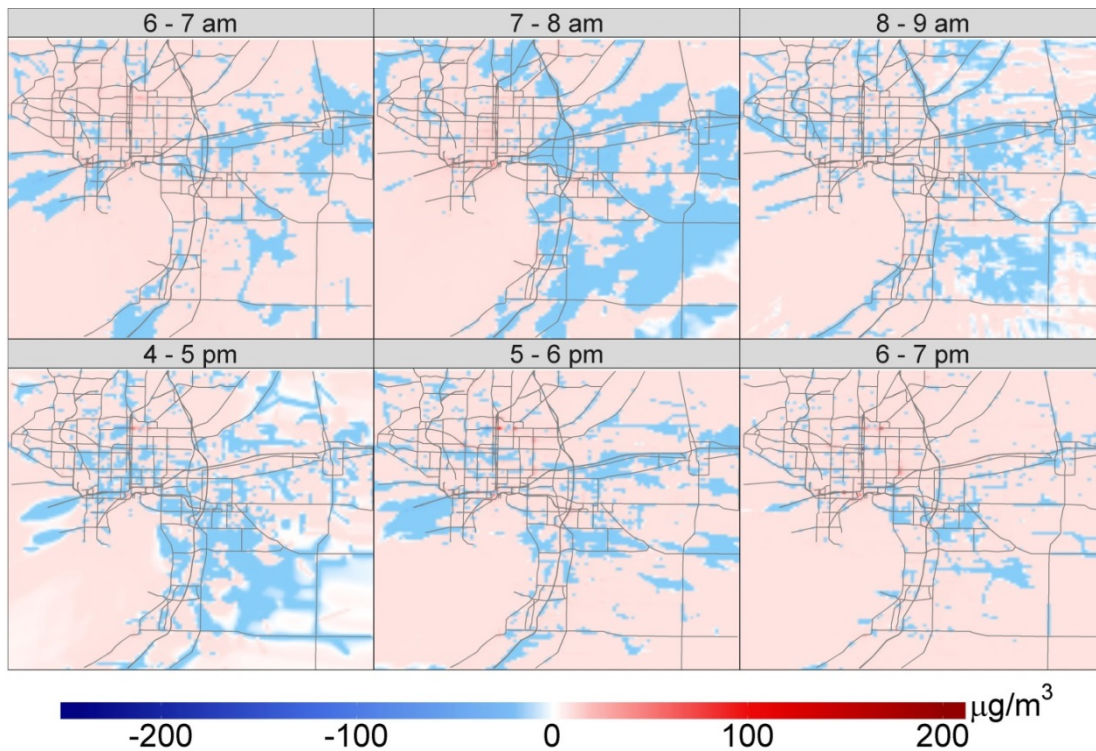 6 - 7 am
7 - 8 am
8 - 9 am
4 - 5 pm
5 - 6 pm
6 - 7 pm
μg/m³
-200
-100
0
100
200